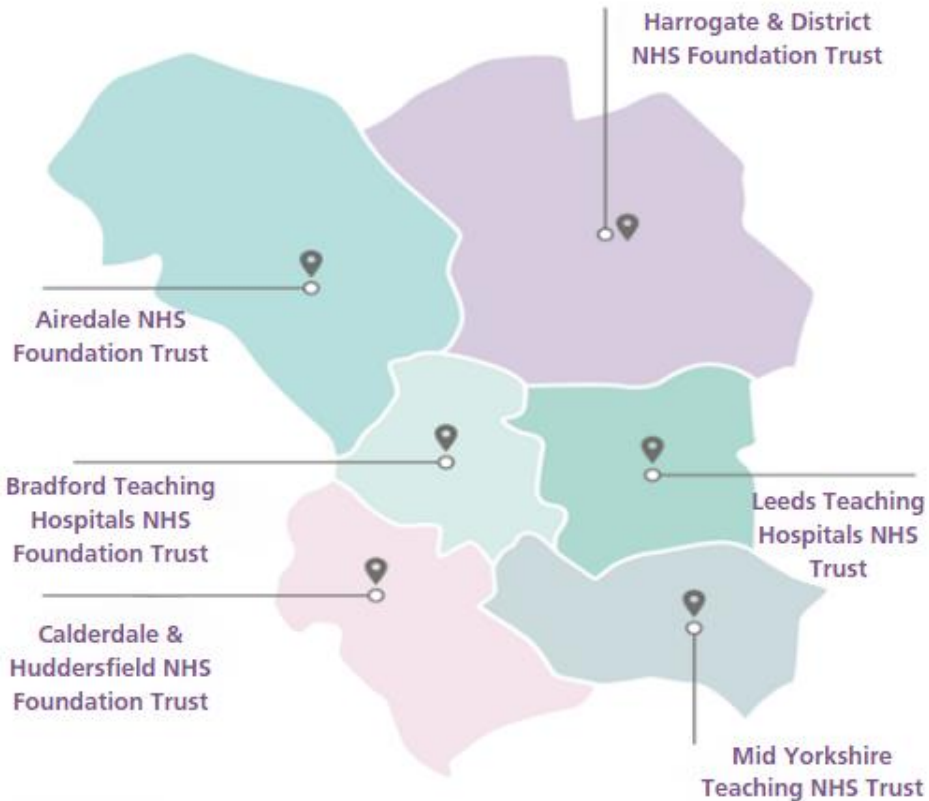 Harrogate & District
NHS Foundation Trust
Airedale NHS
Foundation Trust
Bradford Teaching
Hospitals NHS
Foundation Trust
Leeds Teaching
Hospitals NHS
Trust
Calderdale &
Huddersfield NHS
Foundation Trust
Mid Yorkshire
Teaching NHS Trust